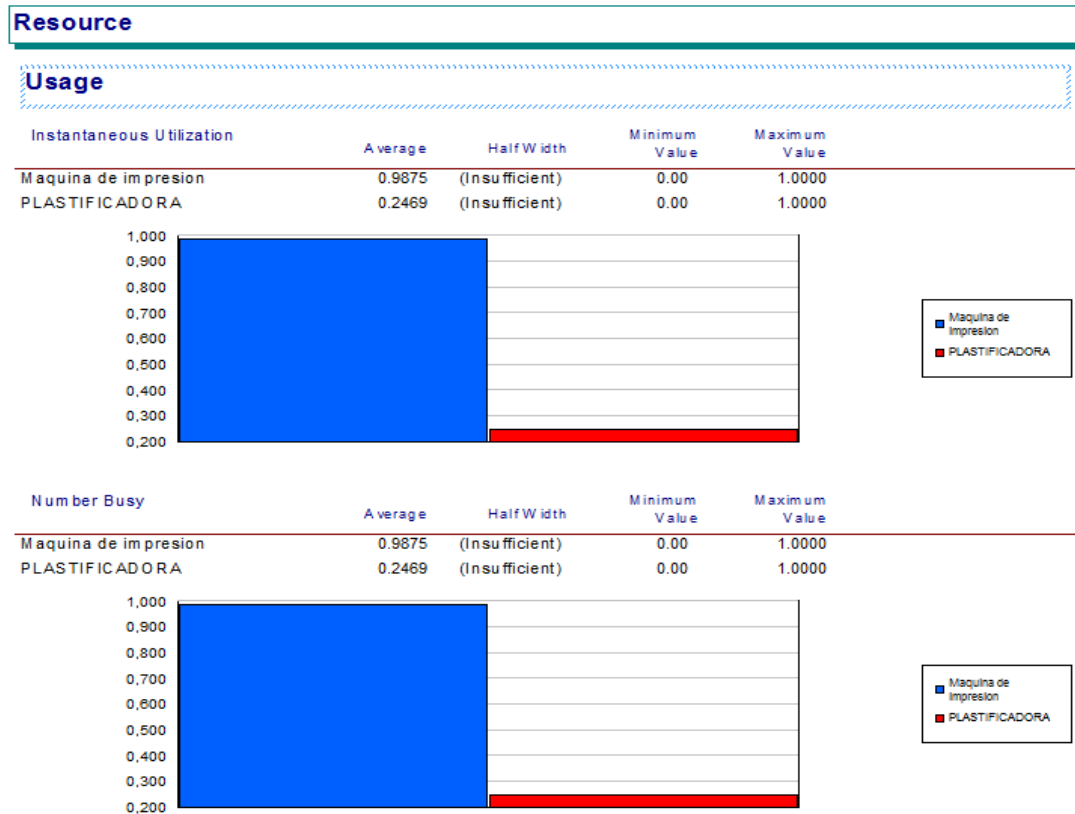 Resource
Usage
Instantaneous Utilization Average Half Width Minimum Value Maximum Value
Maquina de impresion 0.9875 (Insufficient) 0.00 1.0000
PLASTIFICADORA 0.2469 (Insufficient) 0.00 1.0000
1,000
0,900
0,800
0,700
0,600
0,500
0,400
0,300
0,200
Maquina de
impresion
PLASTIFICADORA
Number Busy Average Half Width Minimum Value Maximum Value
Maquina de impresion 0.9875 (Insufficient) 0.00 1.0000
PLASTIFICADORA 0.2469 (Insufficient) 0.00 1.0000
1,000
0,900
0,800
0,700
0,600
0,500
0,400
0,300
0,200
Maquina de
impresion
PLASTIFICADORA